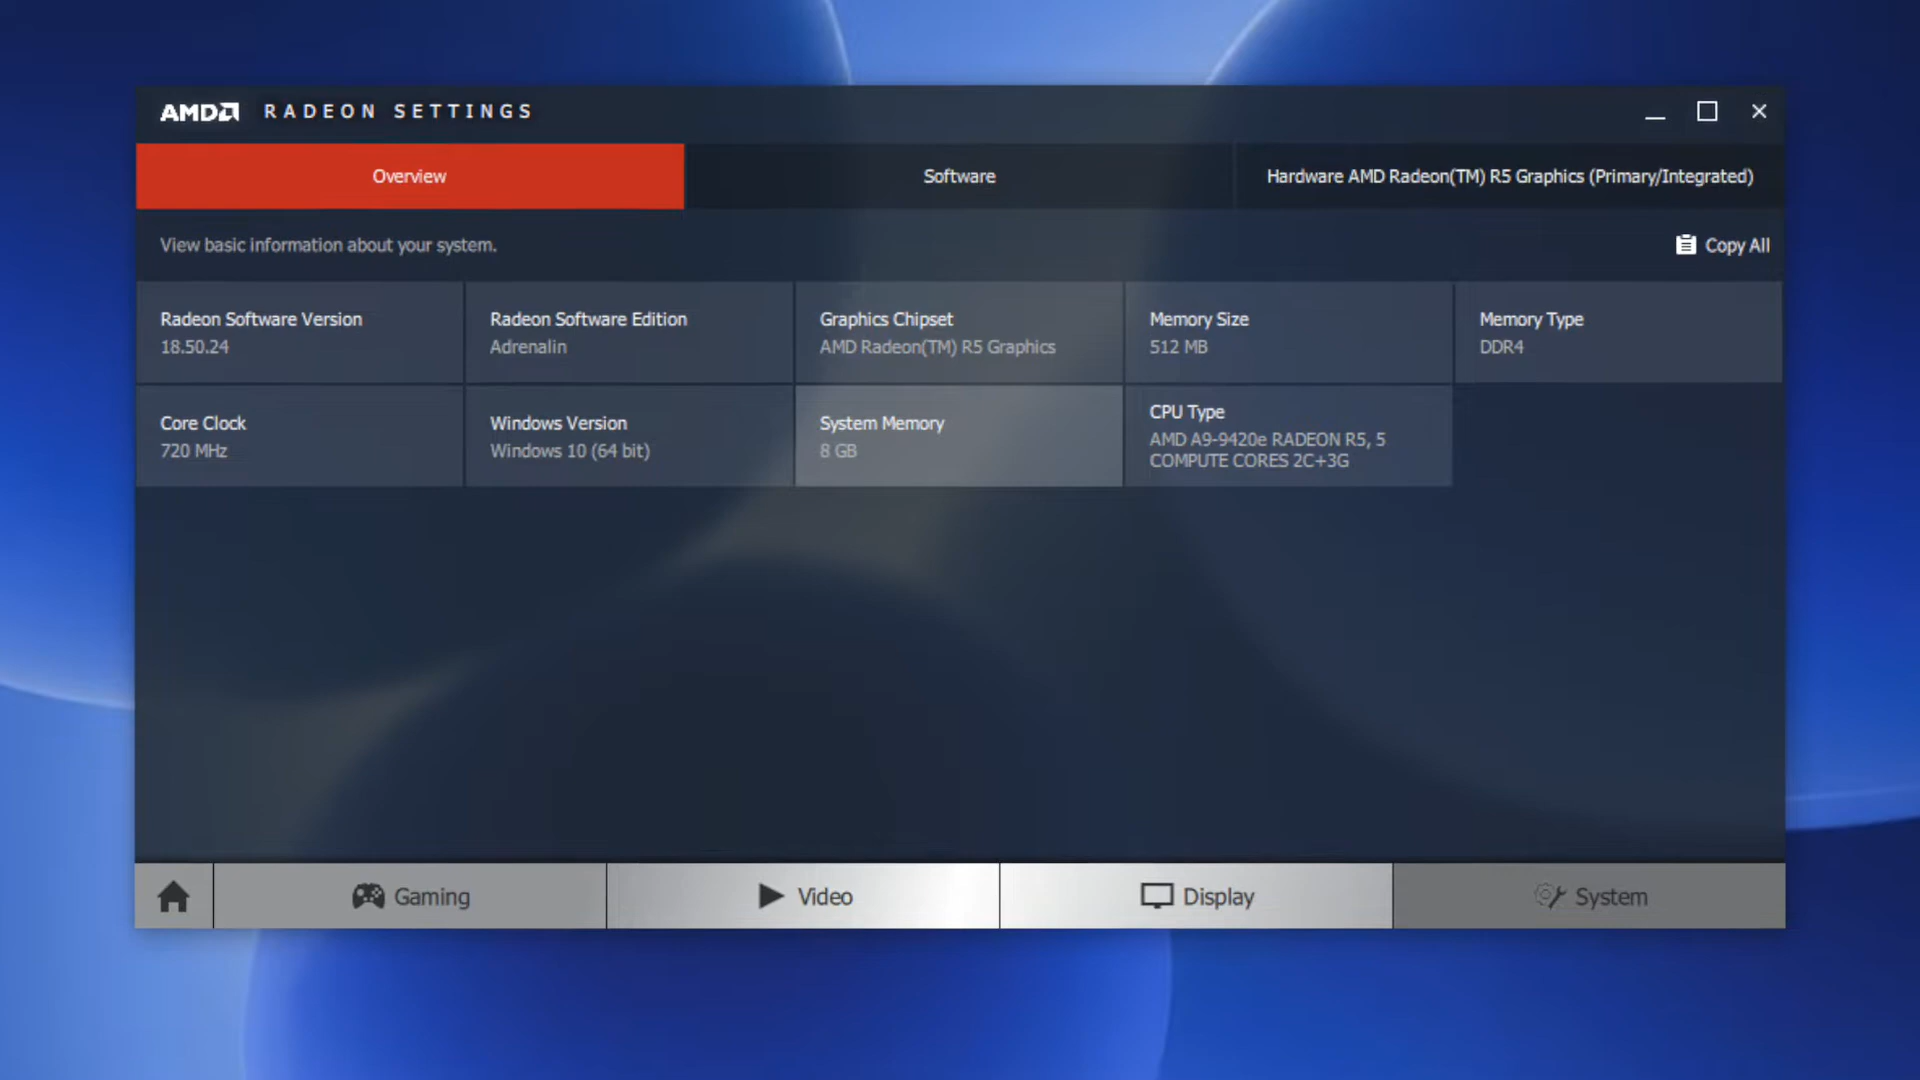 AMD RADEON SETTINGS
Overview
Software
Hardware AMD Radeon(TM) R5 Graphics (Primary/Integrated)
View basic information about your system.
Copy All
Radeon Software Version
18.50.24
Radeon Software Edition
Adrenalin
Graphics Chipset
AMD Radeon(TM) R5 Graphics
Memory Size
512 MB
Memory Type
DDR4
Core Clock
720 MHz
Windows Version
Windows 10 (64 bit)
System Memory
8 GB
CPU Type
AMD A9-9420e RADEON R5, 5
COMPUTE CORES 2C+3G
Gaming
Video
Display
System